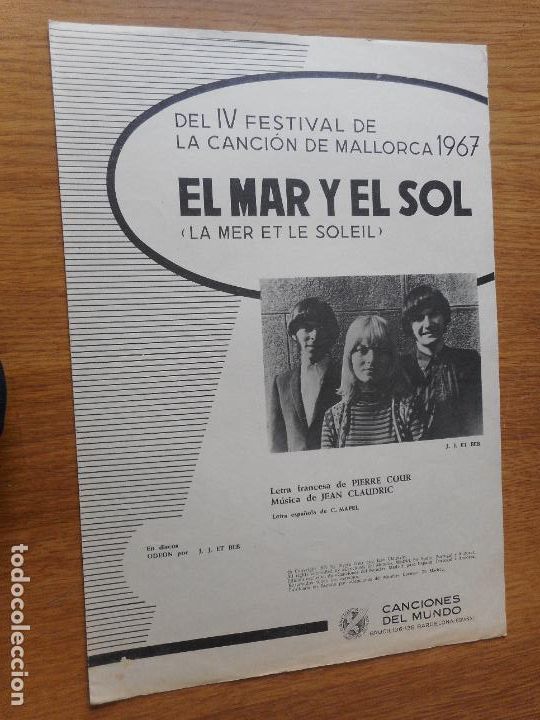 DEL IV FESTIVAL DE
LA CANCIÓN DE MALLORCA 1967
EL MAR Y EL SOL
(LA MER ET LE SOLEIL)
J. J. ET BEB
Letra francesa de PIERRE COUR
Música de JEAN CLAUDRIC
Letra española de C. MAPEL
En discos
ODEON por J. J. ET BEB
CANCIONES
DEL MUNDO
BARCELONA
todocoleccion.net